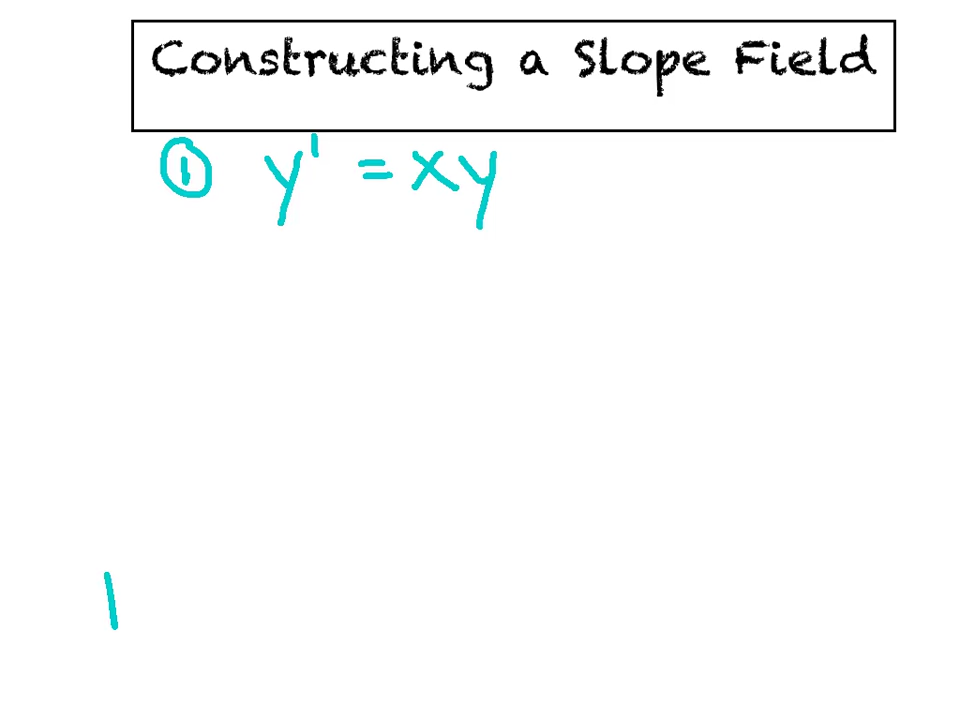 Constructing a Slope Field
① y' = xy